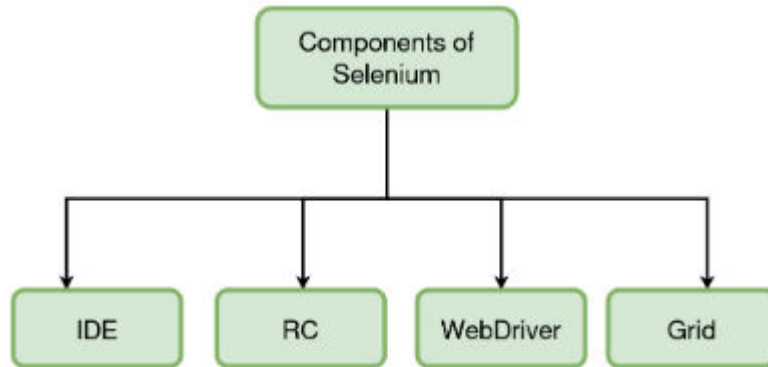 Components of
Selenium
IDE
RC
WebDriver
Grid